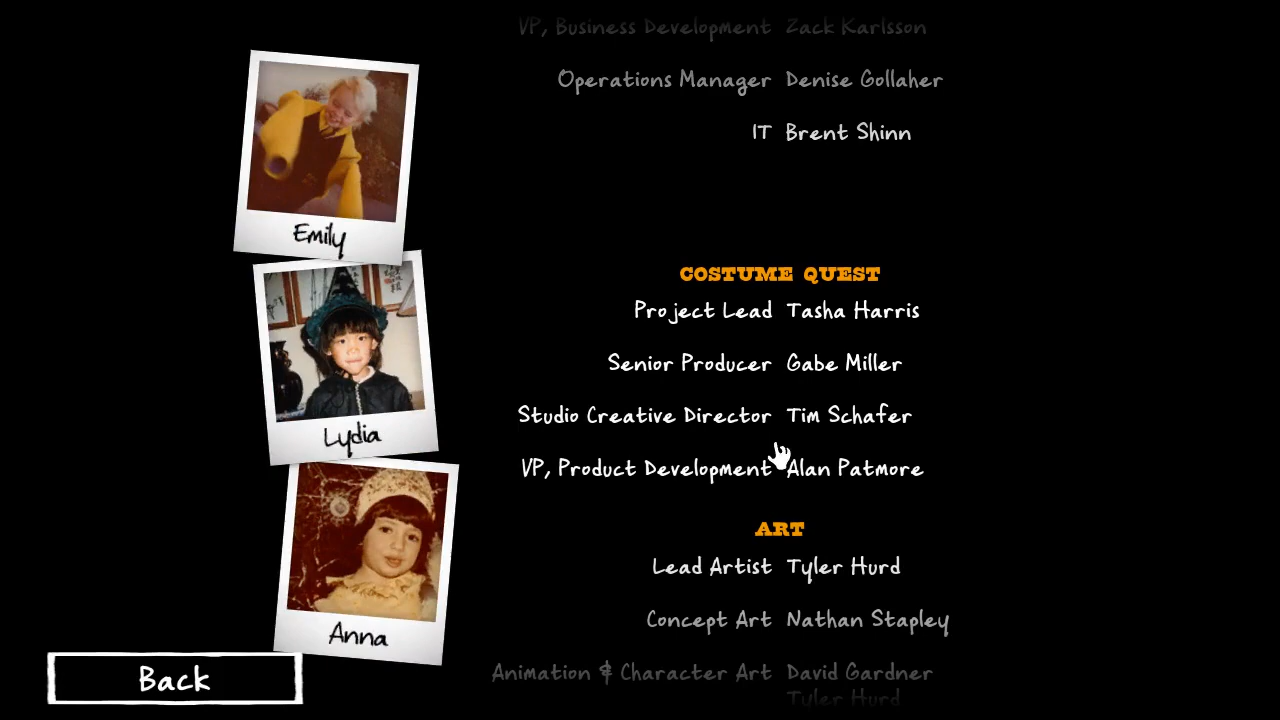 VP, Business Development Zack Karlsson
Operations Manager Denise Gollaher
IT Brent Shinn
Emily
COSTUME QUEST
Project Lead Tasha Harris
Senior Producer Gabe Miller
Studio Creative Director Tim Schafer
Lydia
VP, Product Development Alan Patmore
ART
Lead Artist Tyler Hurd
Concept Art Nathan Stapley
Anna
Animation & Character Art David Gardner
Tyler Hurd
Back